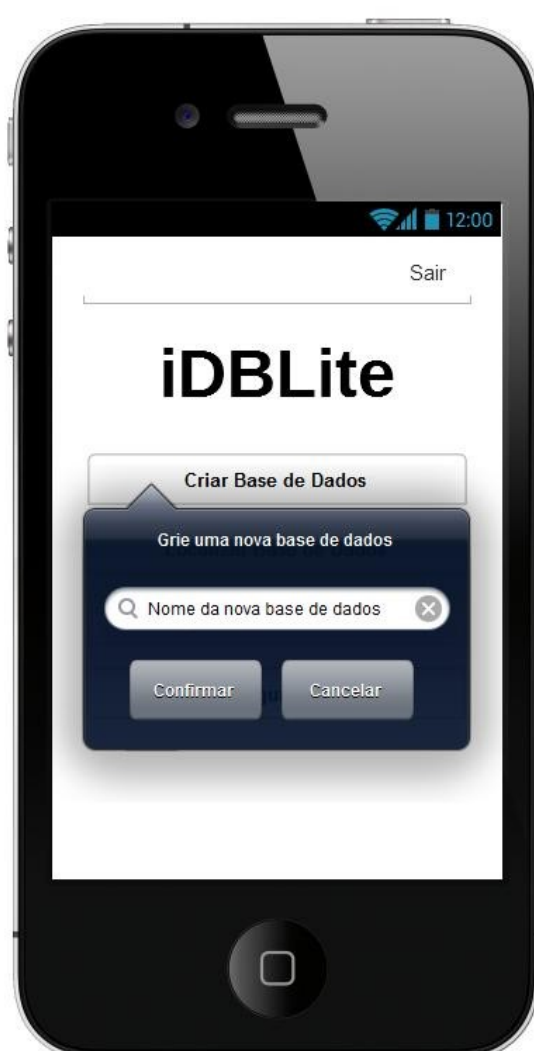 12:00
Sair
iDBLite
Criar Base de Dados
Grie uma nova base de dados
Nome da nova base de dados
Confirmar
Cancelar